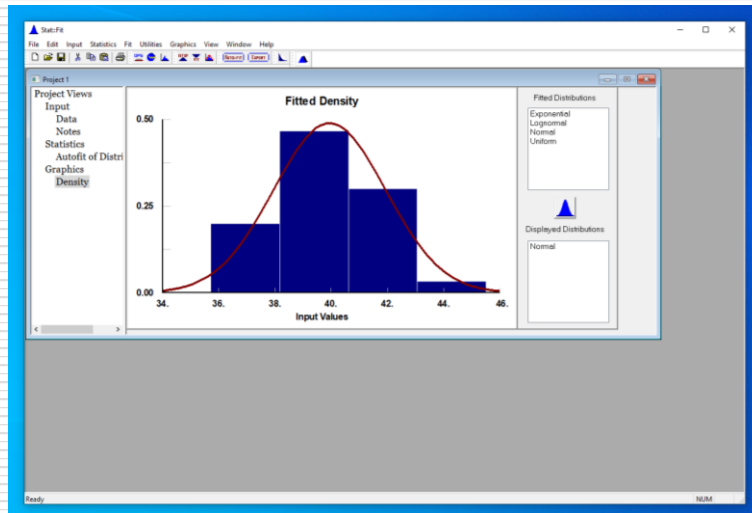 Stat::Fit
File Edit Input Statistics Fit Utilities Graphics View Window Help
Project 1
Project Views
Input
Data
Notes
Statistics
Autofit of Distri
Graphics
Density
Fitted Density
0.50
0.25
0.00
34. 36. 38. 40. 42. 44. 46.
Input Values
Fitted Distributions
Exponential
Lognormal
Normal
Uniform
Displayed Distributions
Normal
Ready NUM